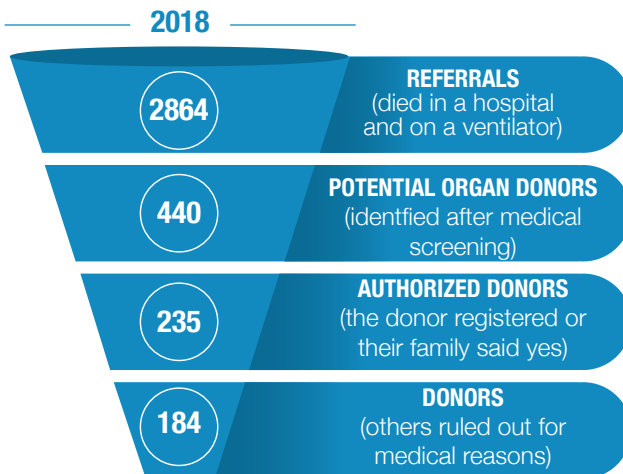 2018
2864
REFERRALS
(died in a hospital
and on a ventilator)
440
POTENTIAL ORGAN DONORS
(identfied after medical
screening)
235
AUTHORIZED DONORS
(the donor registered or
their family said yes)
184
DONORS
(others ruled out for
medical reasons)